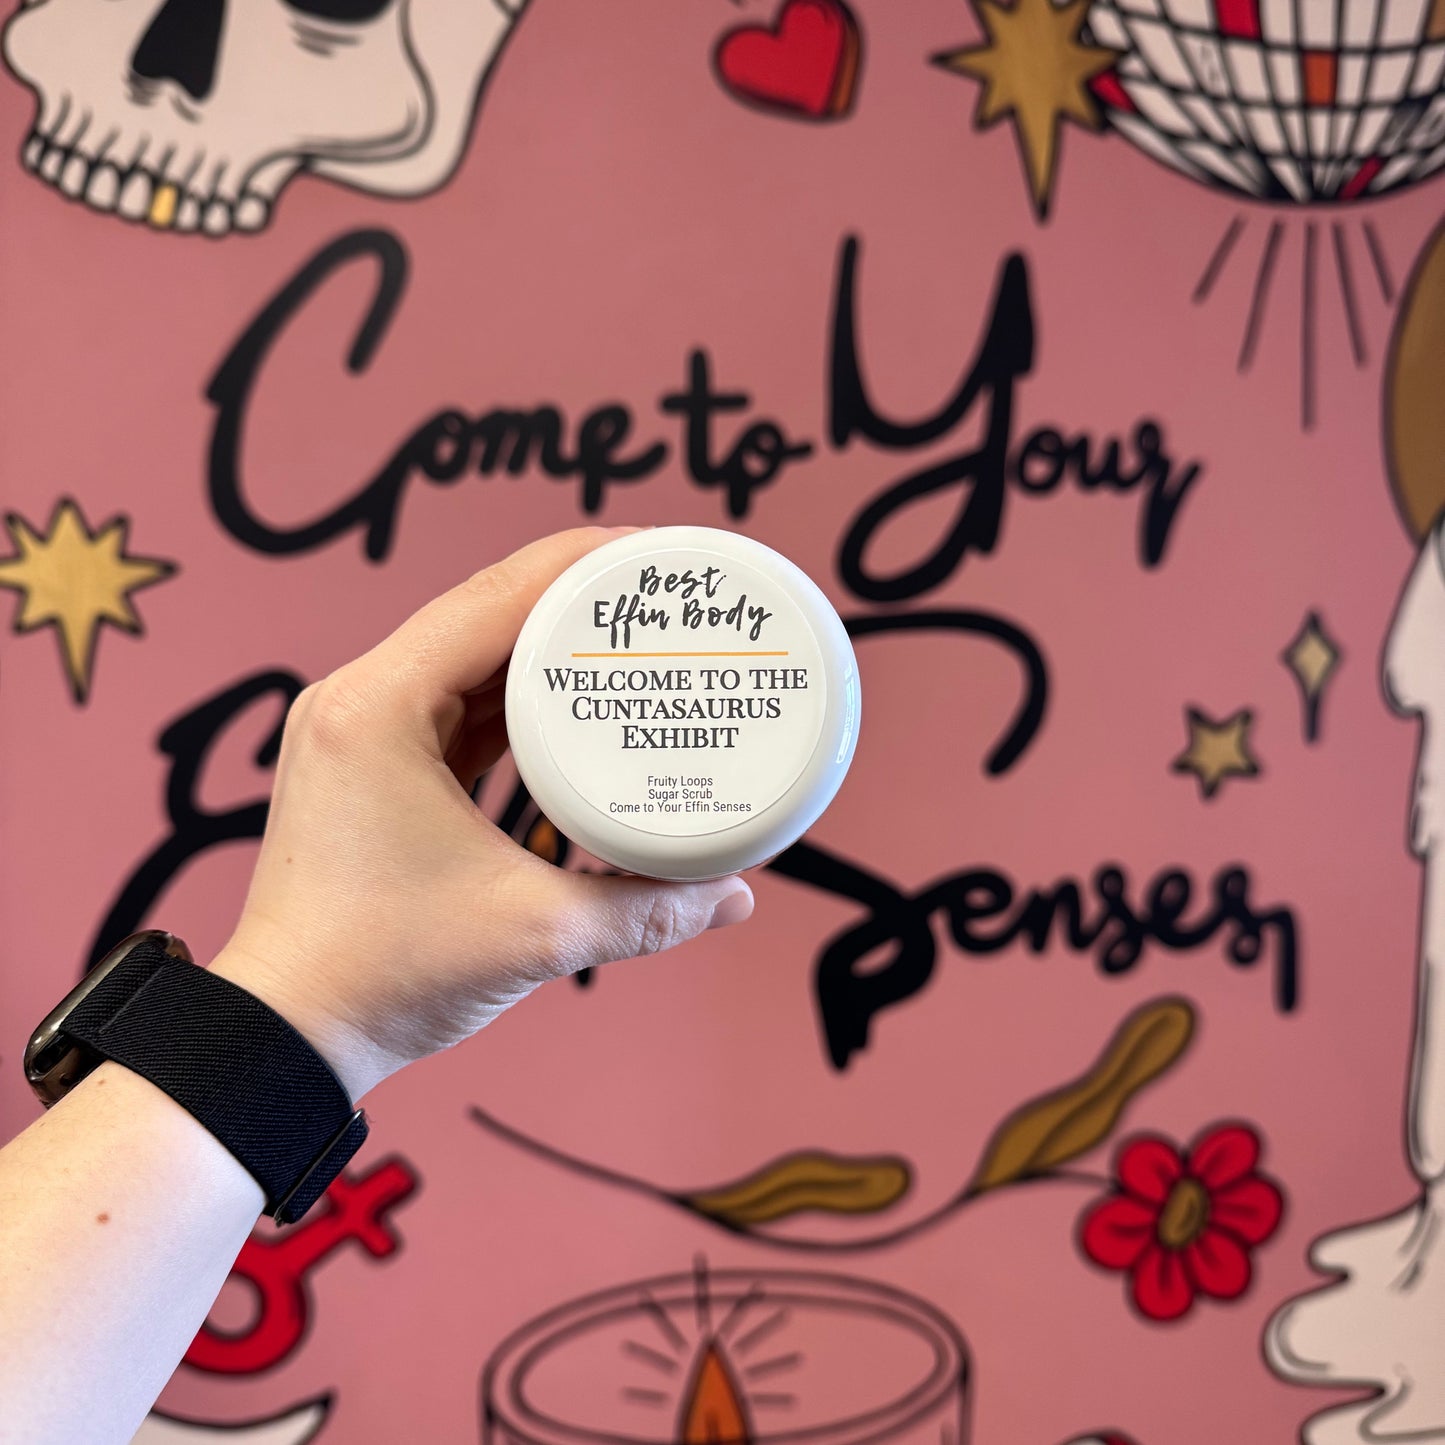 Come to Your
Senses,
Best
Effin Body
WELCOME TO THE
CUNTASAURUS
EXHIBIT
Fruity Loops
Sugar Scrub
Come to Your Effin Senses